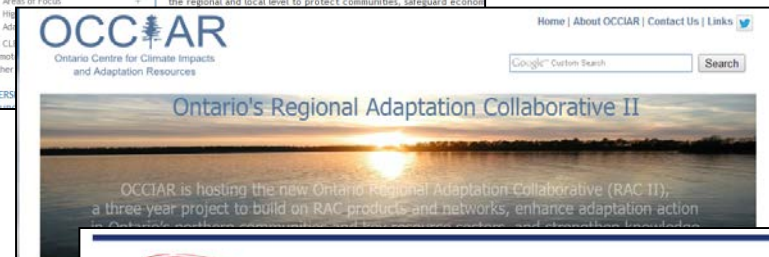 Areas of Focus
the regional and local level to protect communities, safeguard econom
OCCIAR
Ontario Centre for Climate Impacts
and Adaptation Resources
Home | About OCCIAR | Contact Us | Links
Google™ Custom Search
Search
Ontario's Regional Adaptation Collaborative II
OCCIAR is hosting the new Ontario Regional Adaptation Collaborative (RAC II),
a three year project to build on RAC products and networks, enhance adaptation action
in Ontario's northern communities and key resource sectors, and strengthen knowledge